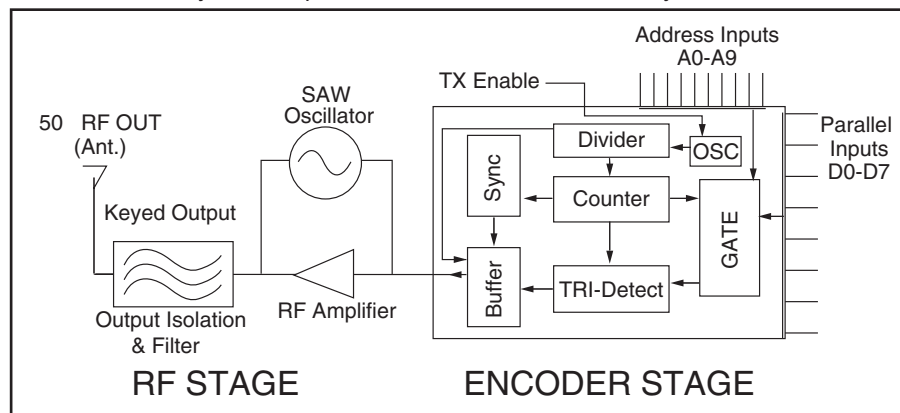 Address Inputs
A0-A9
TX Enable
SAW
Oscillator
50 RF OUT
(Ant.)
Divider
OSC
Parallel
Inputs
D0-D7
Sync
Counter
GATE
Keyed Output
Buffer
TRI-Detect
RF Amplifier
Output Isolation
& Filter
RF STAGE
ENCODER STAGE